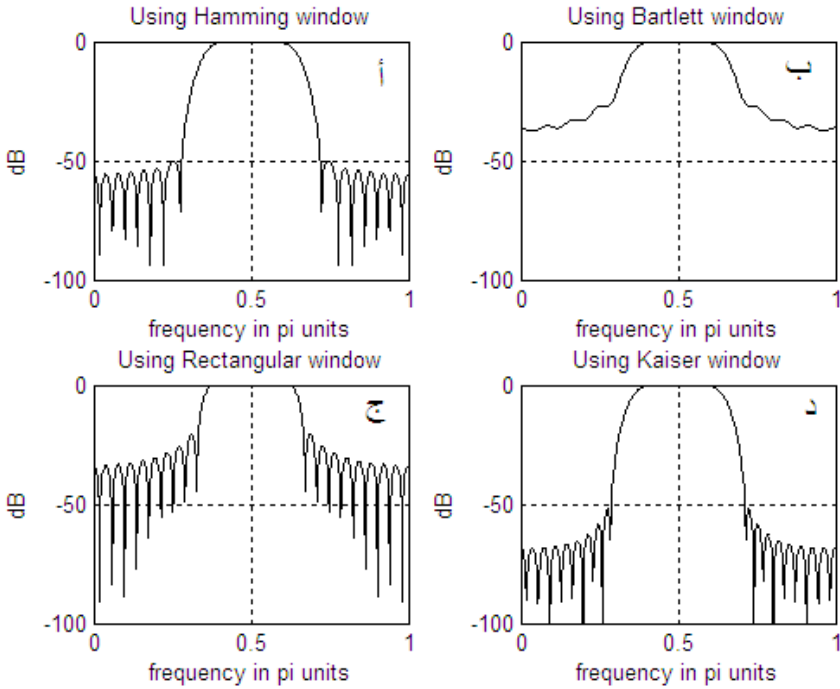 Using Hamming window
0
-50
-100
dB
أ
0
0.5
1
frequency in pi units
Using Bartlett window
0
-50
-100
dB
ب
0
0.5
1
frequency in pi units
Using Rectangular window
0
-50
-100
dB
ج
0
0.5
1
frequency in pi units
Using Kaiser window
0
-50
-100
dB
د
0
0.5
1
frequency in pi units